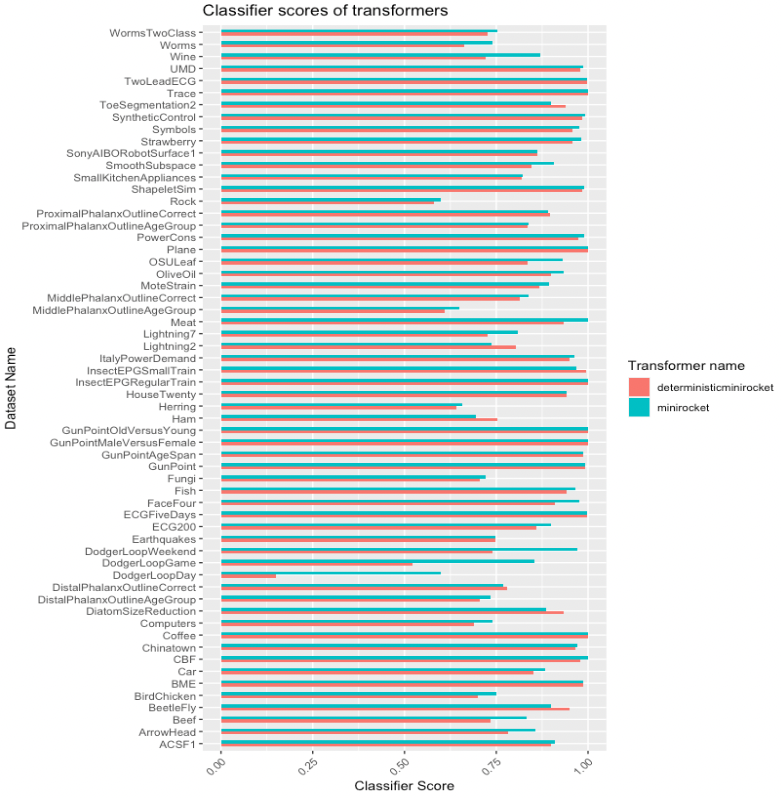 Classifier scores of transformers
WormsTwoClass
Worms
Wine
UMD
TwoLeadECG
Trace
ToeSegmentation2
SyntheticControl
Symbols
Strawberry
SonyAIBORobotSurface1
SmoothSubspace
SmallKitchenAppliances
ShapeletSim
Rock
ProximalPhalanxOutlineCorrect
ProximalPhalanxOutlineAgeGroup
PowerCons
Plane
OSULeaf
OliveOil
MoteStrain
MiddlePhalanxOutlineCorrect
MiddlePhalanxOutlineAgeGroup
Meat
Lightning7
Lightning2
ItalyPowerDemand
InsectEPGSmallTrain
InsectEPGRegularTrain
HouseTwenty
Herring
Ham
GunPointOldVersusYoung
GunPointMaleVersusFemale
GunPointAgeSpan
GunPoint
Fungi
Fish
FaceFour
ECGFiveDays
ECG200
Earthquakes
DodgerLoopWeekend
DodgerLoopGame
DodgerLoopDay
DistalPhalanxOutlineCorrect
DistalPhalanxOutlineAgeGroup
DiatomSizeReduction
Computers
Coffee
Chinatown
CBF
Car
BME
BirdChicken
BeetleFly
Beef
ArrowHead
ACSF1
Dataset Name
0.00
0.25
0.50
0.75
1.00
Classifier Score
Transformer name
deterministicminirocket
minirocket